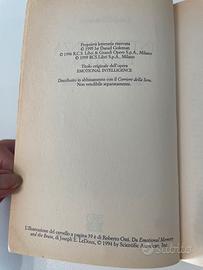 Proprietà letteraria riservata
© 1995 by Daniel Goleman
© 1996 R.C.S. Libri & Grandi Opere S.p.A., Milano
© 1999 RCS Libri S.p.A., Milano
Titolo originale dell'opera
EMOTIONAL INTELLIGENCE
Distribuito in abbinamento con il Corriere della Sera.
Non vendibile separatamente.
L'illustrazione del cervello a pagina 39 è di Roberto Osti. Da Emotional Memory
and the Brain, di Joseph E. LeDoux, © 1994 by Scientific American, Inc.